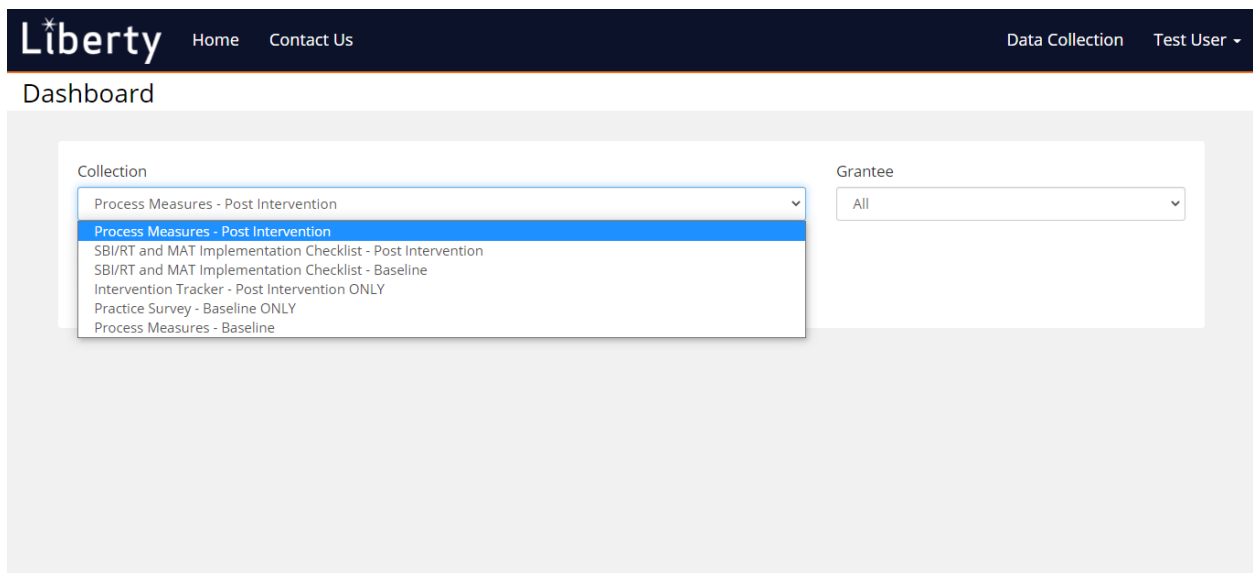 Liberty Home Contact Us Data Collection Test User
Dashboard
Collection Grantee
Process Measures - Post Intervention All
Process Measures - Post Intervention
SBI/RT and MAT Implementation Checklist - Post Intervention
SBI/RT and MAT Implementation Checklist - Baseline
Intervention Tracker - Post Intervention ONLY
Practice Survey - Baseline ONLY
Process Measures - Baseline